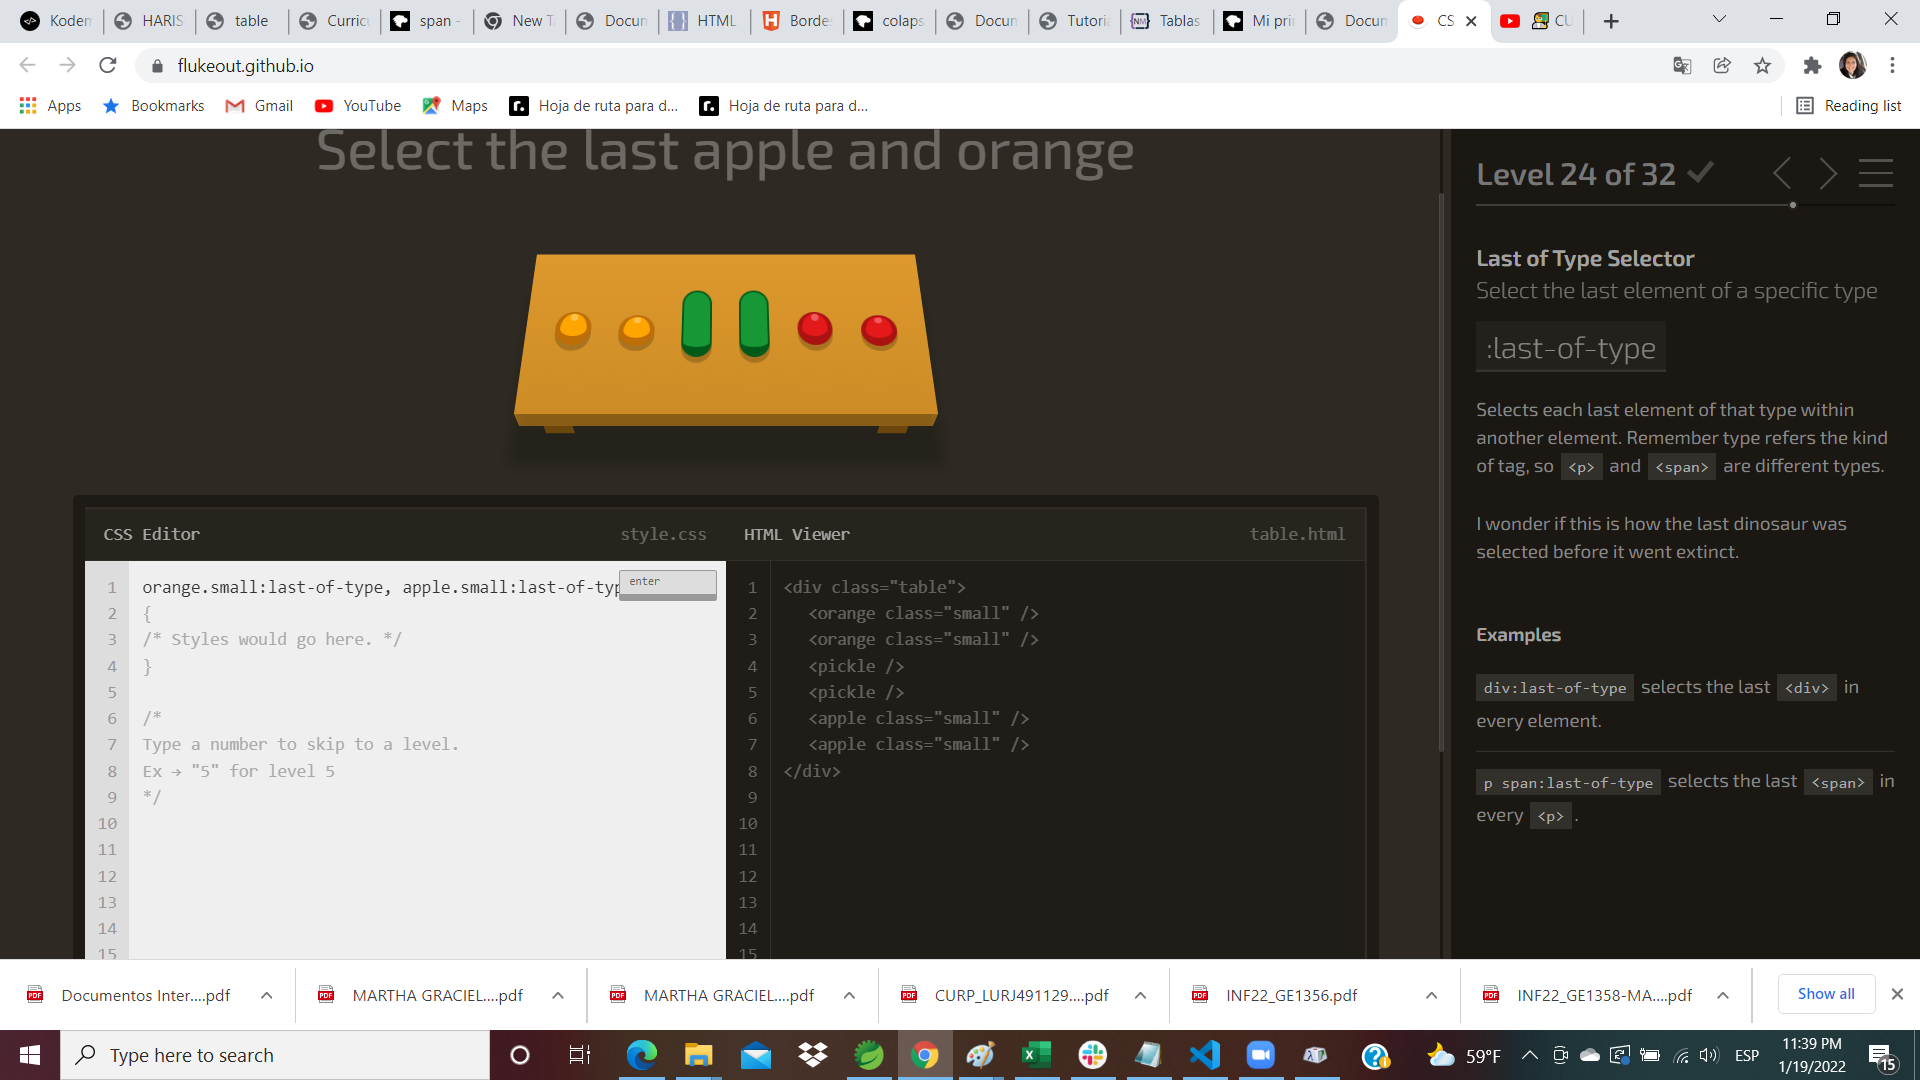 Kodem
HARIS
table
Curricu
span -
New T
Docum
HTML
Bordes
colaps
Docum
Tutoria
Tablas
Mi prin
Docum
CS
CU
flukeout.github.io
Apps
Bookmarks
Gmail
YouTube
Maps
Hoja de ruta para d...
Hoja de ruta para d...
Reading list
Select the last apple and orange
CSS Editor
style.css
1 orange.small:last-of-type, apple.small:last-of-typ
enter
2 {
3 /* Styles would go here. */
4 }
5
6 /*
7 Type a number to skip to a level.
8 Ex → "5" for level 5
9 */
10
11
12
13
14
15
HTML Viewer
table.html
1 <div class="table">
2 <orange class="small" />
3 <orange class="small" />
4 <pickle />
5 <pickle />
6 <apple class="small" />
7 <apple class="small" />
8 </div>
9
10
11
12
13
14
15
Level 24 of 32
Last of Type Selector
Select the last element of a specific type
:last-of-type
Selects each last element of that type within
another element. Remember type refers the kind
of tag, so <p> and <span> are different types.
I wonder if this is how the last dinosaur was
selected before it went extinct.
Examples
div:last-of-type selects the last <div> in
every element.
p span:last-of-type selects the last <span> in
every <p> .
Documentos Inter....pdf
MARTHA GRACIEL....pdf
MARTHA GRACIEL....pdf
CURP_LURJ491129....pdf
INF22_GE1356.pdf
INF22_GE1358-MA....pdf
Show all
Type here to search
59°F
ESP
11:39 PM
1/19/2022
15